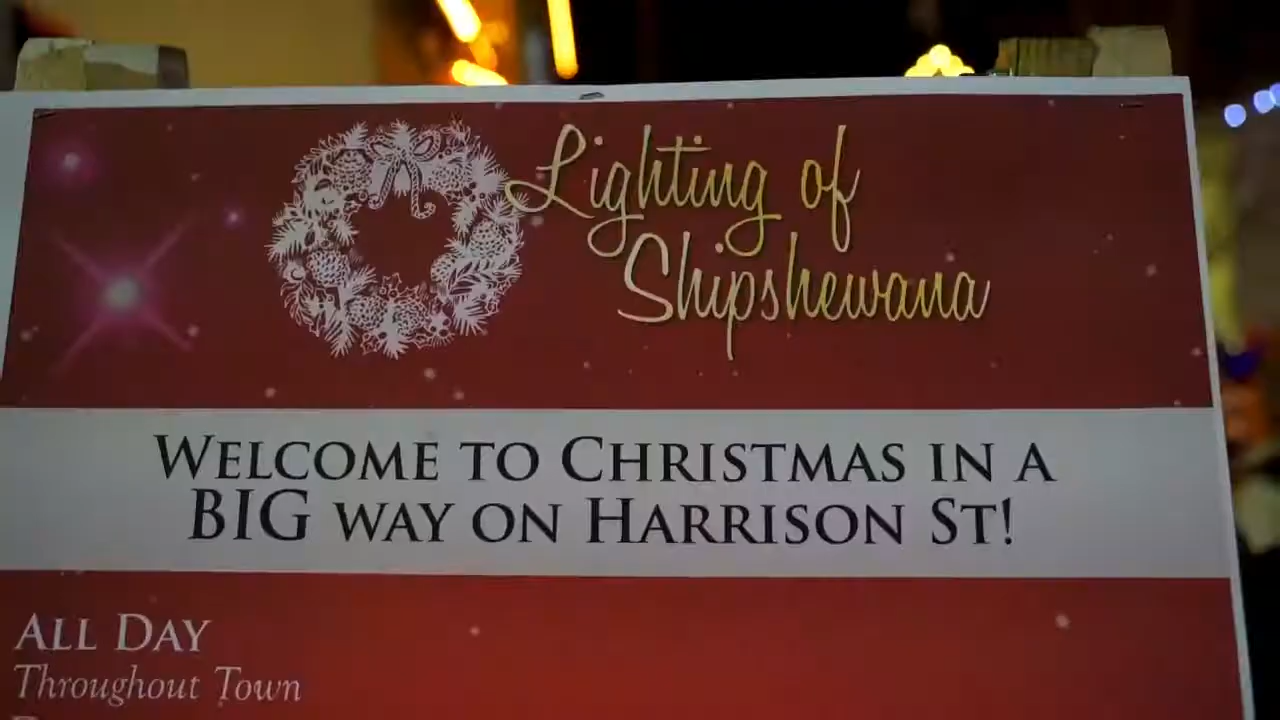 Lighting of
Shipshewana
WELCOME TO CHRISTMAS IN A
BIG WAY ON HARRISON ST!
ALL DAY
Throughout Town